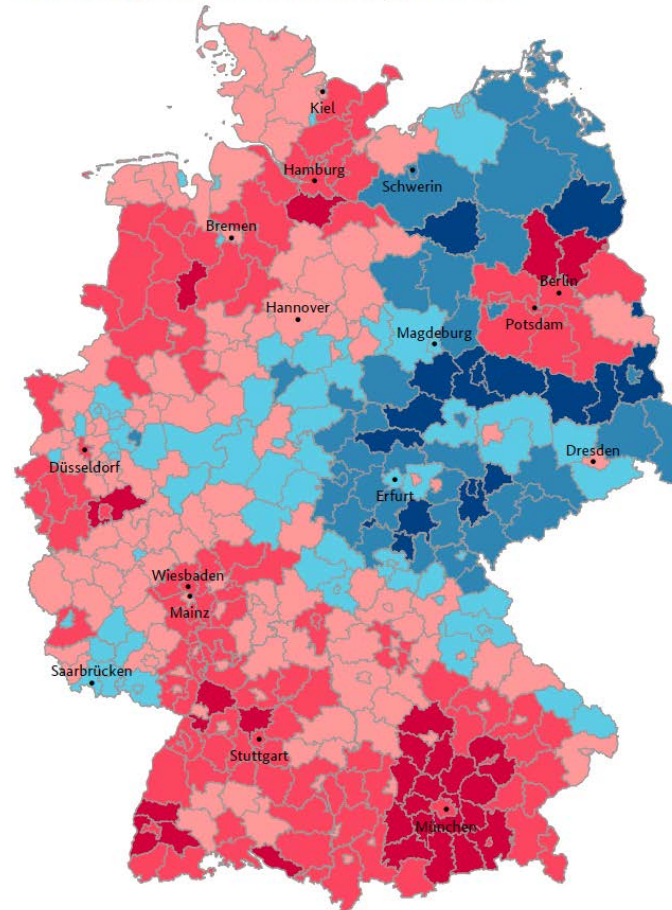 Kiel
Hamburg
Schwerin
Bremen
Berlin
Hannover
Potsdam
Magdeburg
Düsseldorf
Dresden
Erfurt
Wiesbaden
Mainz
Saarbrücken
Stuttgart
München